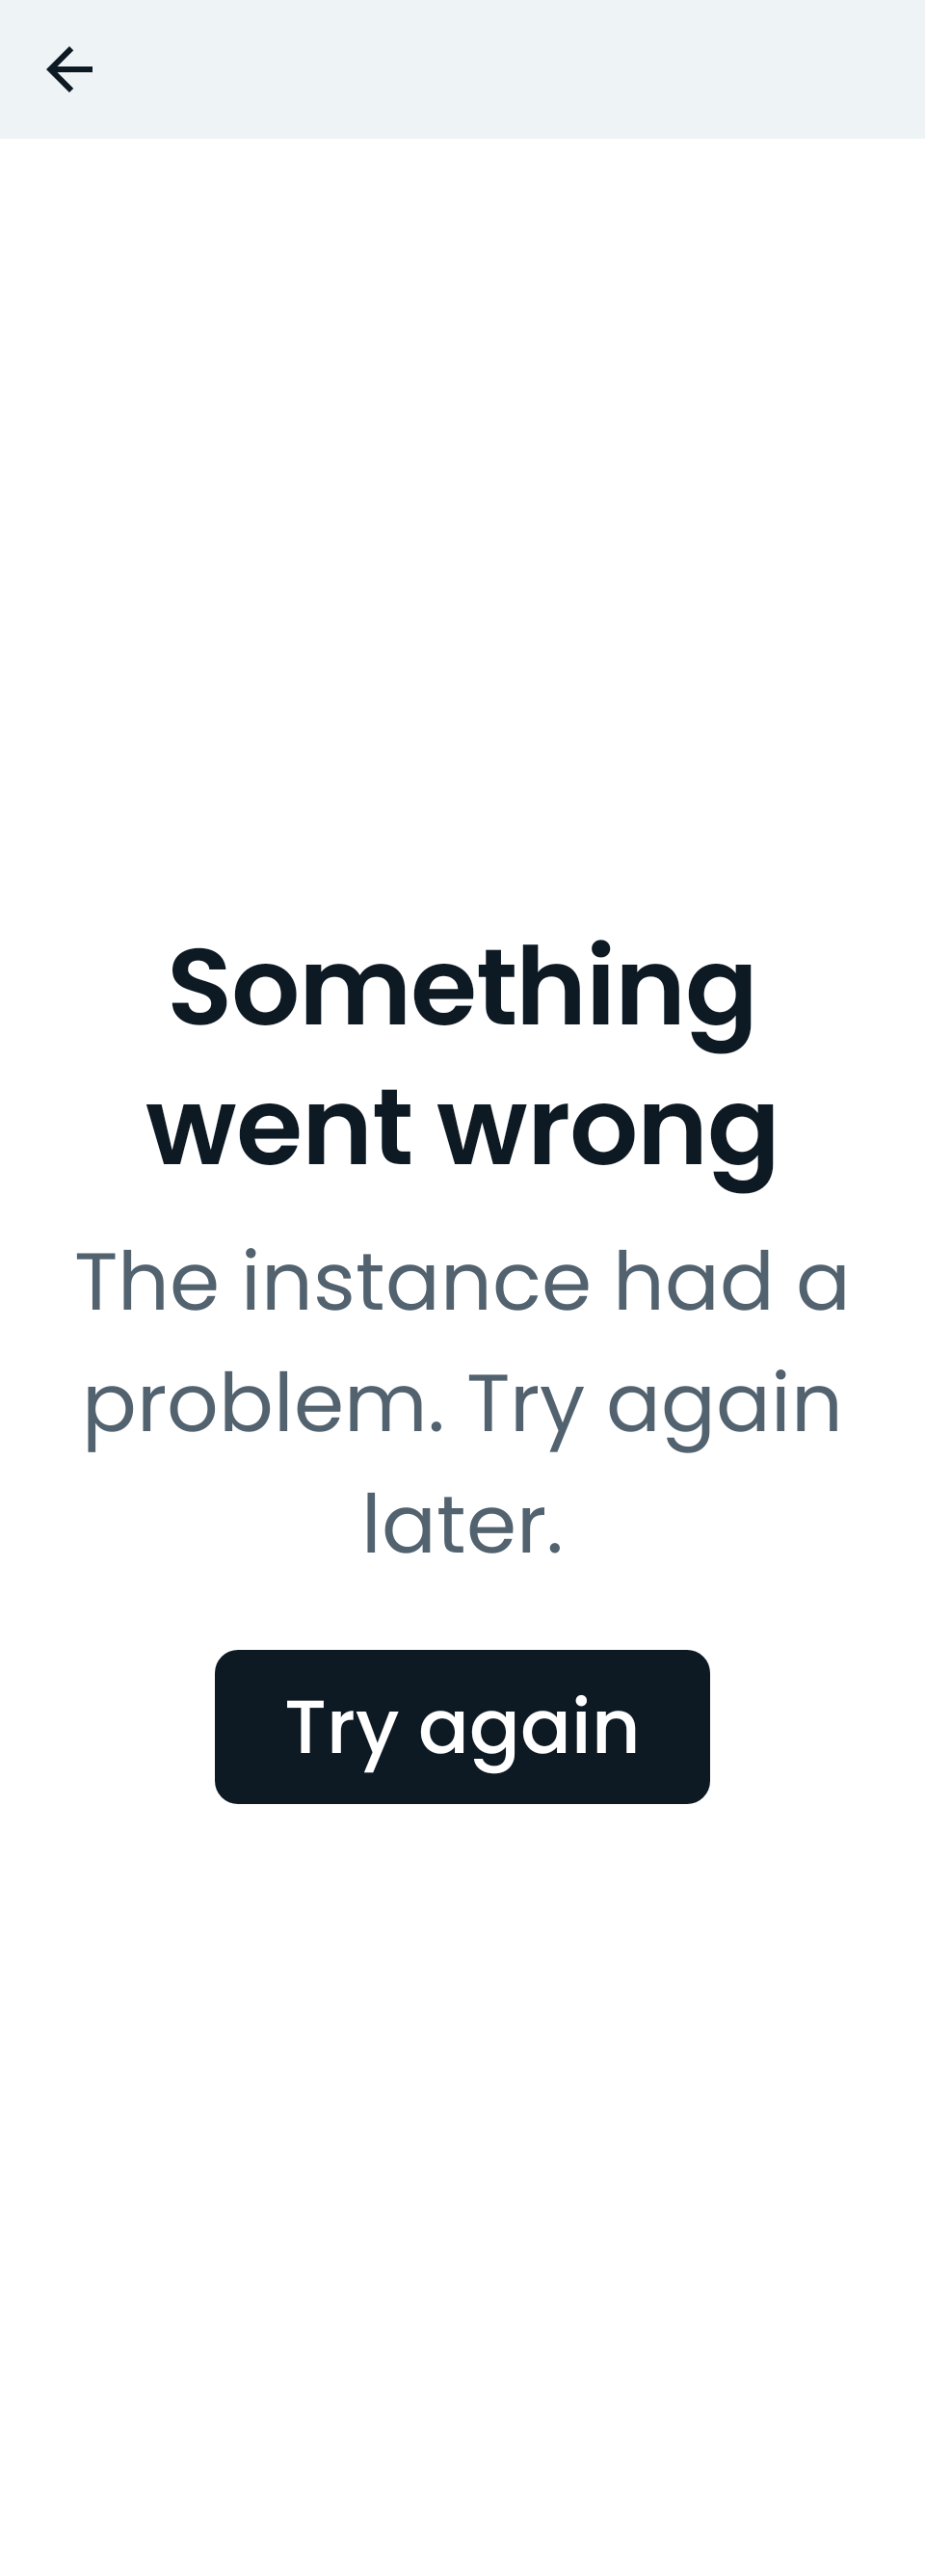 Something
went wrong
The instance had a
problem. Try again
later.
Try again